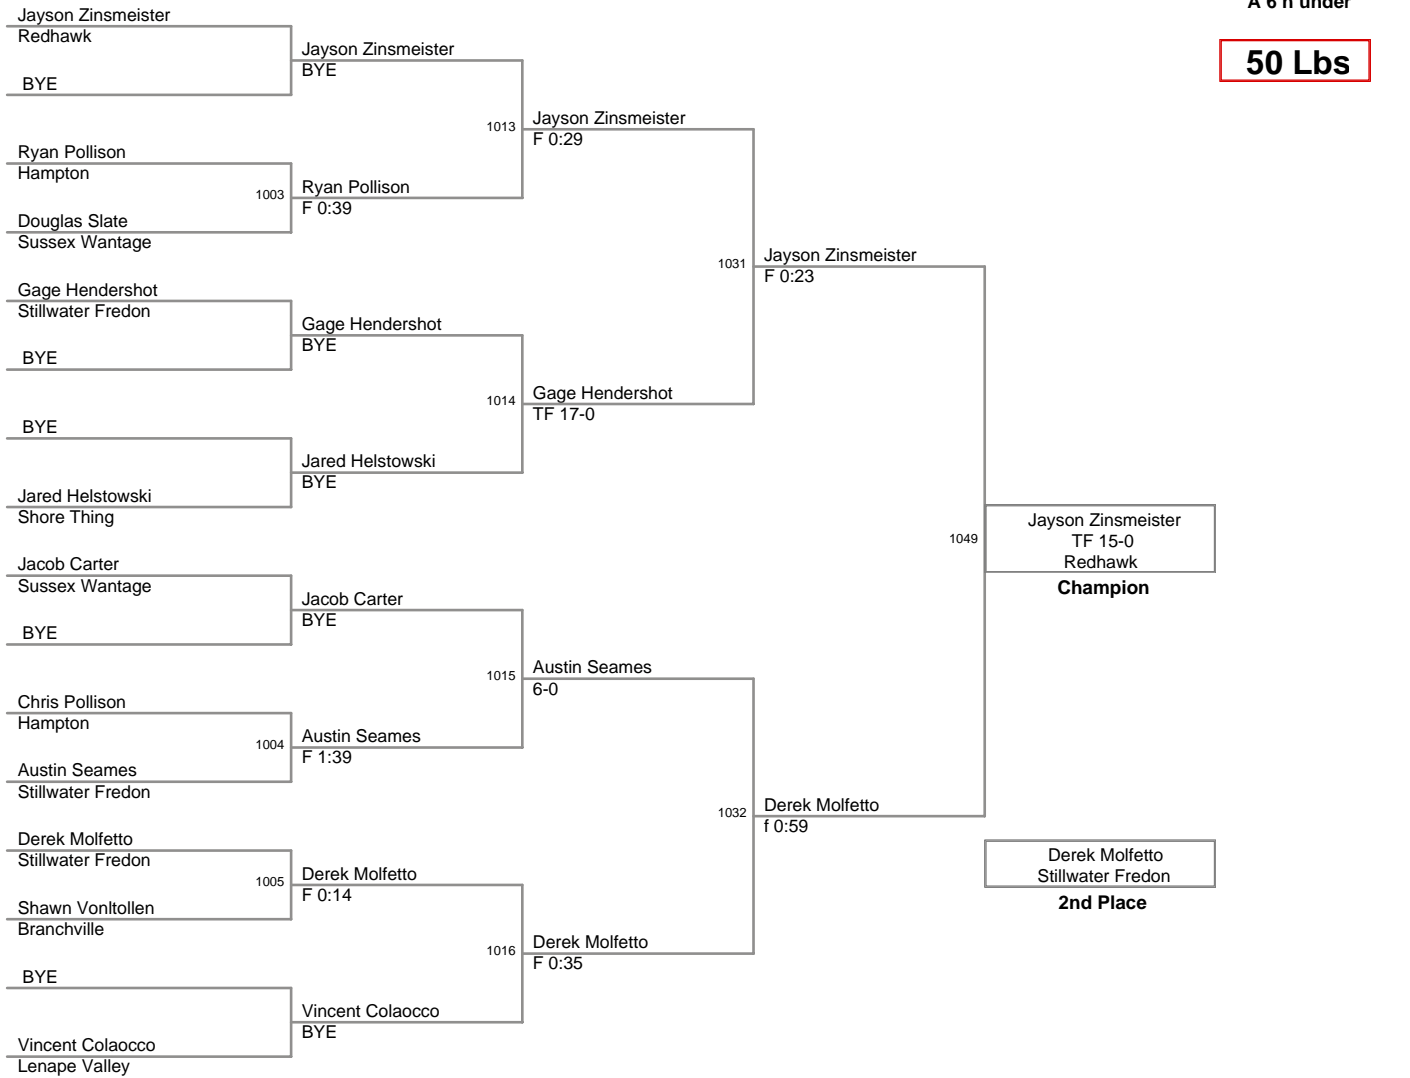 A 6 n under
50 Lbs
Jayson Zinsmeister
Redhawk
BYE
Ryan Pollison
Hampton
1003
Douglas Slate
Sussex Wantage
Gage Hendershot
Stillwater Fredon
BYE
BYE
Jared Helstowski
Shore Thing
Jacob Carter
Sussex Wantage
BYE
Chris Pollison
Hampton
1004
Austin Seames
Stillwater Fredon
Derek Molfetto
Stillwater Fredon
1005
Shawn Vonltollen
Branchville
BYE
Vincent Colaocco
Lenape Valley
Jayson Zinsmeister
BYE
1013
Ryan Pollison
F 0:39
Gage Hendershot
BYE
1014
Jared Helstowski
BYE
Jacob Carter
BYE
1015
Austin Seames
F 1:39
Derek Molfetto
F 0:14
1016
Vincent Colaocco
BYE
Jayson Zinsmeister
F 0:29
1031
Gage Hendershot
TF 17-0
Austin Seames
6-0
1032
Derek Molfetto
F 0:35
Jayson Zinsmeister
F 0:23
1049
Derek Molfetto
f 0:59
Jayson Zinsmeister
TF 15-0
Redhawk
Champion
Derek Molfetto
Stillwater Fredon
2nd Place